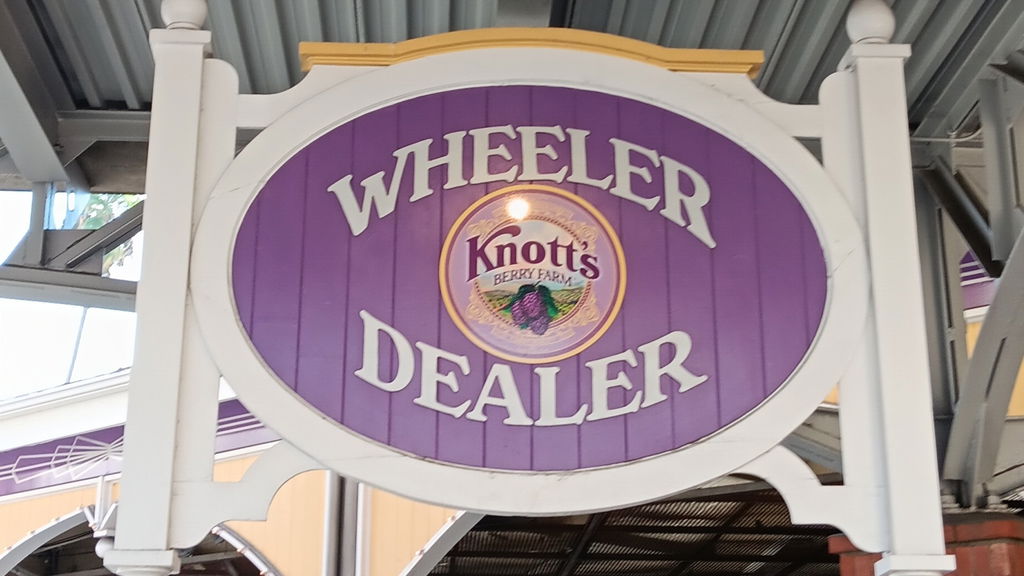 WHEELER
Knott's
BERRY FARM
DEALER